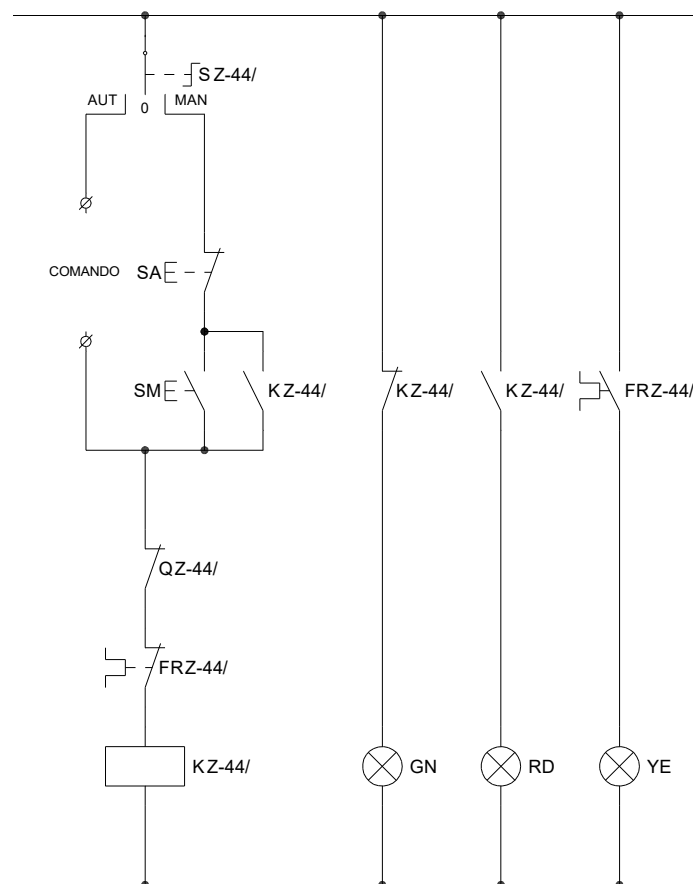 SZ-44/
AUT
0
MAN
COMANDO
SA
SM
KZ-44/
KZ-44/
KZ-44/
FRZ-44/
QZ-44/
FRZ-44/
KZ-44/
GN
RD
YE